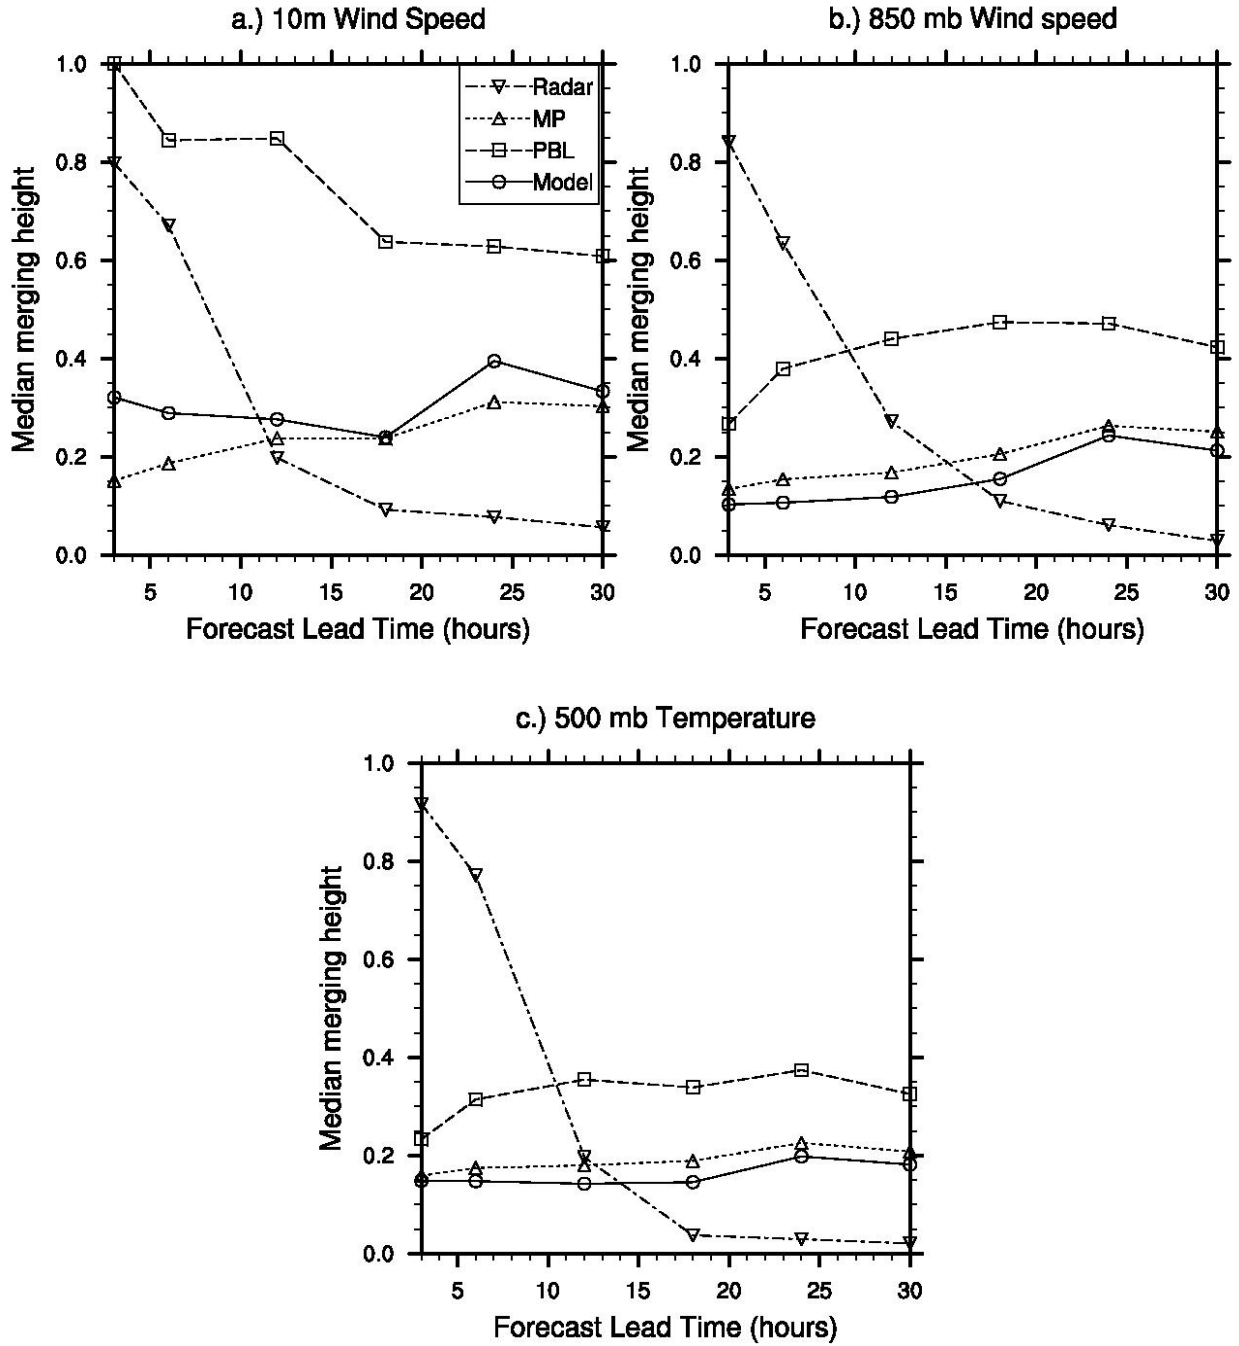 a.) 10m Wind Speed
Median merging height
1.0
0.8
0.6
0.4
0.2
0.0
Radar
MP
PBL
Model
5 10 15 20 25 30
Forecast Lead Time (hours)
b.) 850 mb Wind speed
Median merging height
1.0
0.8
0.6
0.4
0.2
0.0
5 10 15 20 25 30
Forecast Lead Time (hours)
c.) 500 mb Temperature
Median merging height
1.0
0.8
0.6
0.4
0.2
0.0
5 10 15 20 25 30
Forecast Lead Time (hours)